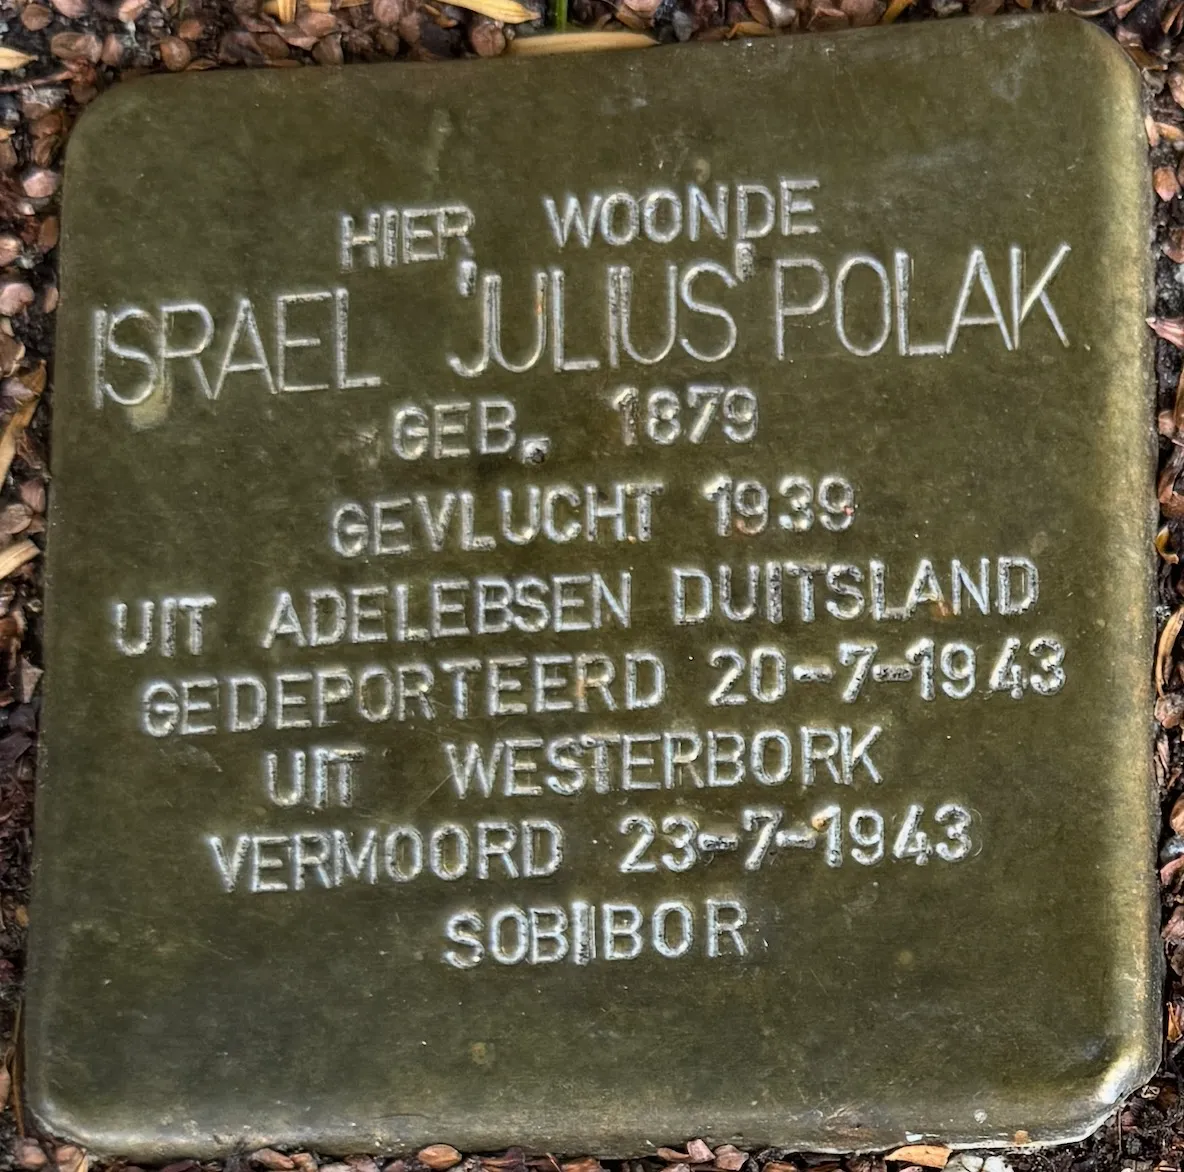 HIER WOONDE
ISRAEL 'JULIUS' POLAK
GEB. 1879
GEVLUCHT 1939
UIT ADELEBSEN DUITSLAND
GEDEPORTEERD 20-7-1943
UIT WESTERBORK
VERMOORD 23-7-1943
SOBIBOR